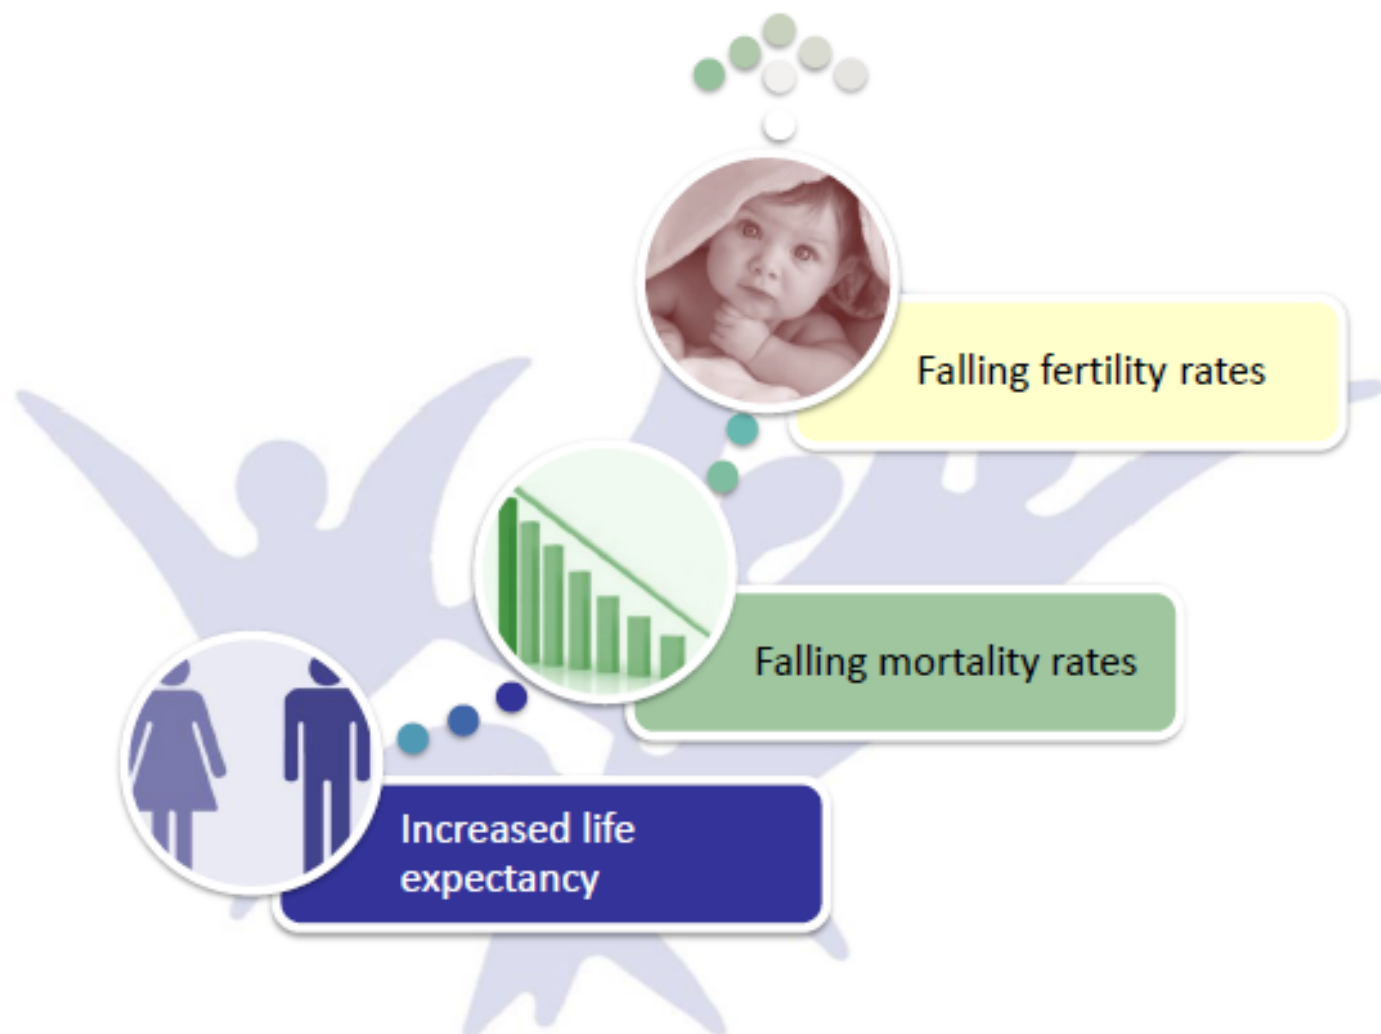 Falling fertility rates
Falling mortality rates
Increased life
expectancy